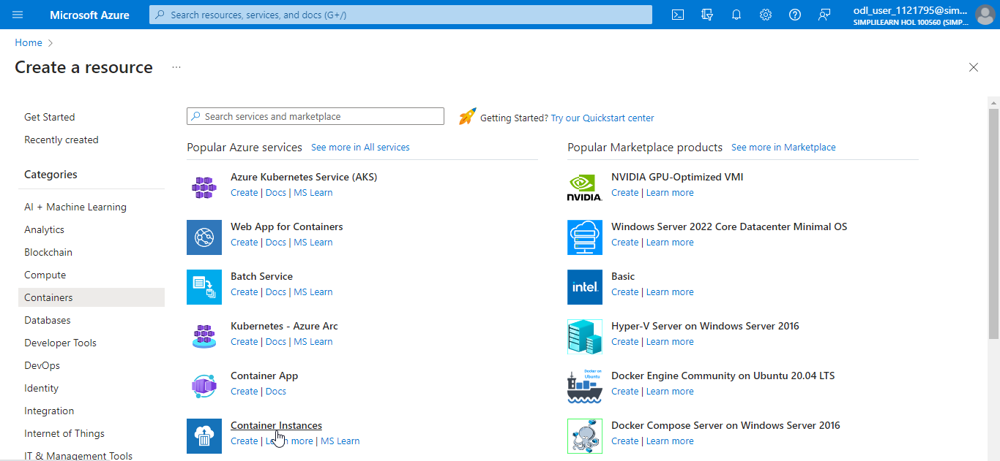 Microsoft Azure
Search resources, services, and docs (G+/)
odl_user_1121795@sim...
SIMPLILEARN HOL 100560 (SIMP...
Home
Create a resource
...
Get Started
Recently created
Categories
AI + Machine Learning
Analytics
Blockchain
Compute
Containers
Databases
Developer Tools
DevOps
Identity
Integration
Internet of Things
IT & Management Tools
Search services and marketplace
Getting Started? Try our Quickstart center
Popular Azure services See more in All services
Azure Kubernetes Service (AKS)
Create | Docs | MS Learn
Web App for Containers
Create | Docs | MS Learn
Batch Service
Create | Docs | MS Learn
Kubernetes - Azure Arc
Create | Docs | MS Learn
Container App
Create | Docs
Container Instances
Create | Learn more | MS Learn
Popular Marketplace products See more in Marketplace
NVIDIA.
NVIDIA GPU-Optimized VMI
Create | Learn more
Windows Server 2022 Core Datacenter Minimal OS
Create | Learn more
intel.
Basic
Create | Learn more
Hyper-V Server on Windows Server 2016
Create | Learn more
Docker on
Ubuntu
Docker Engine Community on Ubuntu 20.04 LTS
Create | Learn more
Docker Compose Server on Windows Server 2016
Create | Learn more